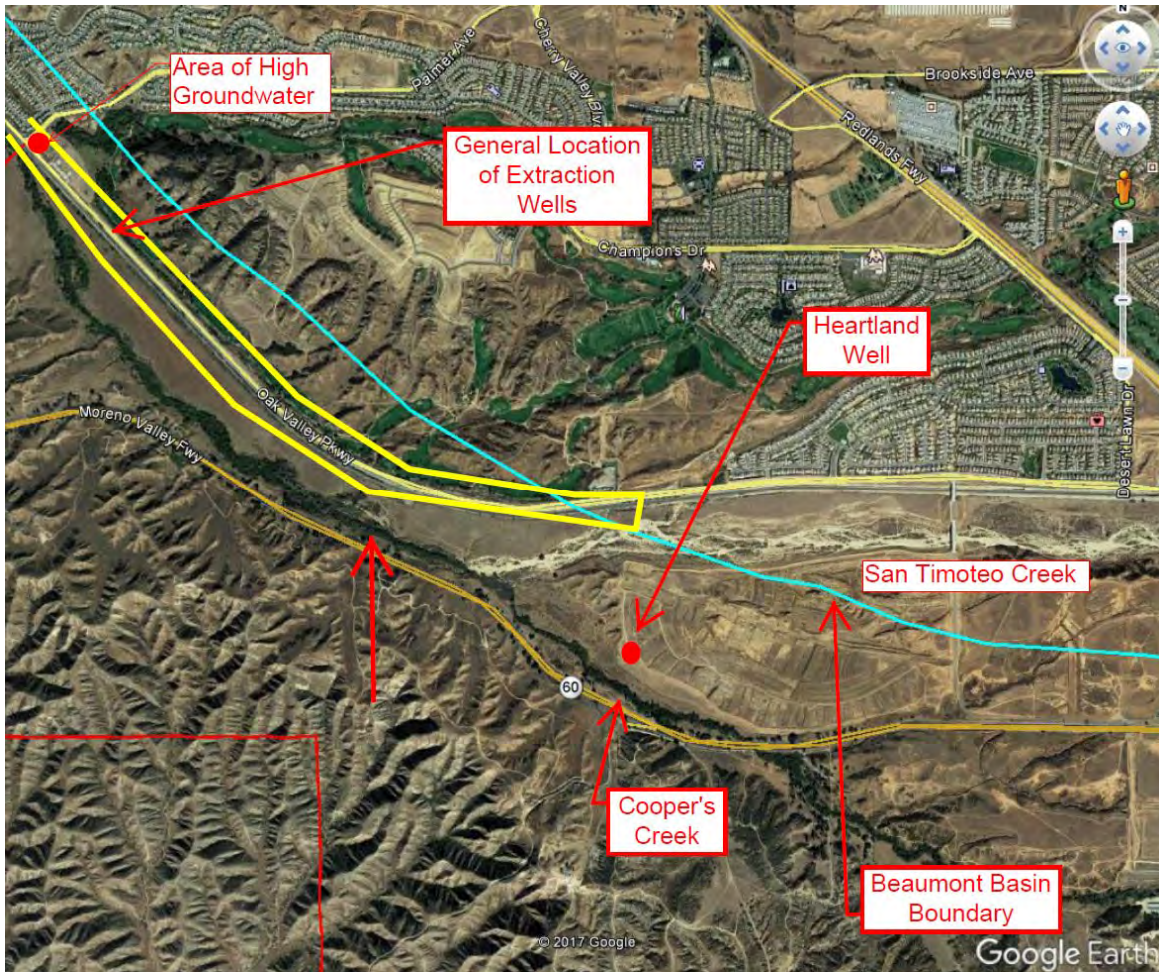 N
Area of High
Groundwater
Palmer Ave
Cherry Valley Blvd
Brookside Ave
Redlands Fwy
General Location
of Extraction
Wells
Champions Dr
Heartland
Well
Oak Valley Pkwy
Moreno Valley Fwy
Desert Lawn Dr
San Timoteo Creek
60
Cooper's
Creek
Beaumont Basin
Boundary
© 2017 Google
Google Earth